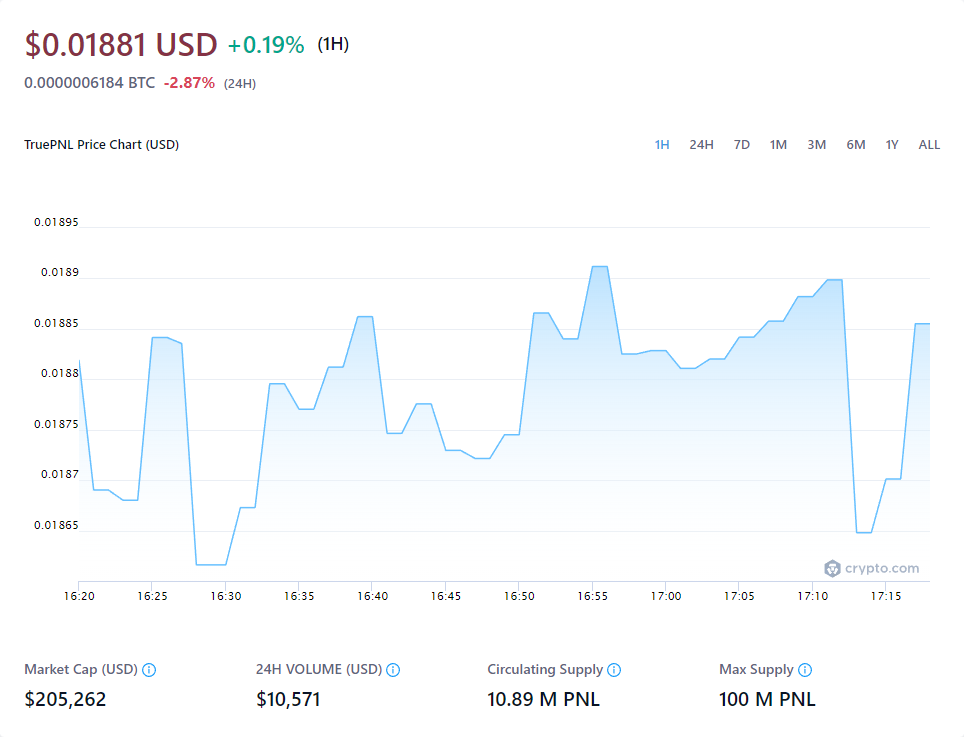 $0.01881 USD +0.19% (1H)
0.0000006184 BTC -2.87% (24H)
TruePNL Price Chart (USD)
1H 24H 7D 1M 3M 6M 1Y ALL
0.01895
0.0189
0.01885
0.0188
0.01875
0.0187
0.01865
crypto.com
16:20 16:25 16:30 16:35 16:40 16:45 16:50 16:55 17:00 17:05 17:10 17:15
Market Cap (USD) 24H VOLUME (USD) Circulating Supply Max Supply
$205,262 $10,571 10.89 M PNL 100 M PNL